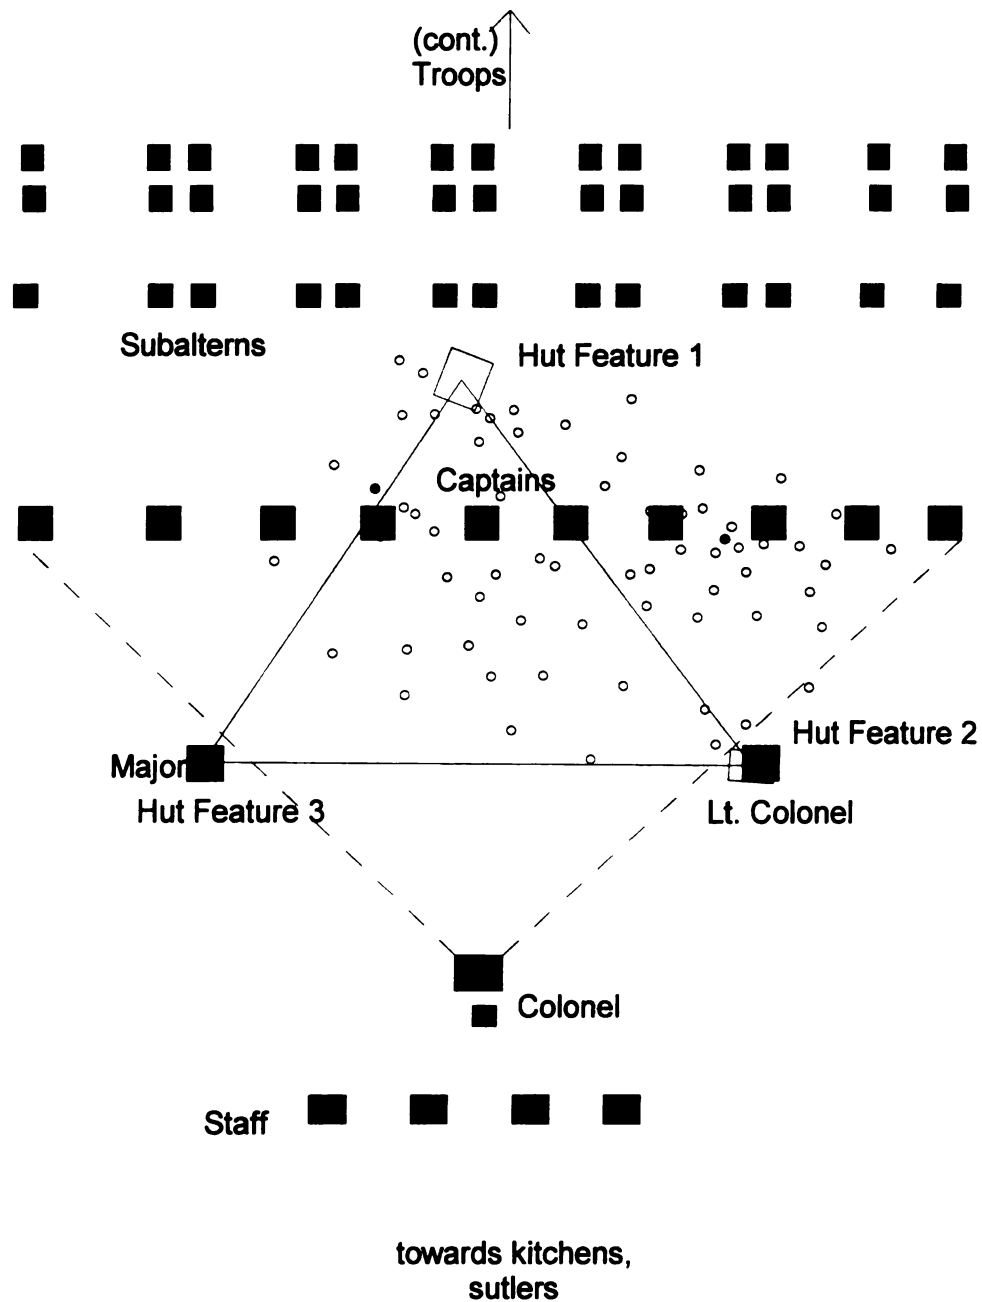 (cont.)
Troops
Subalterns
Hut Feature 1
Captains
Hut Feature 2
Major
Hut Feature 3
Lt. Colonel
Colonel
Staff
towards kitchens,
sutlers